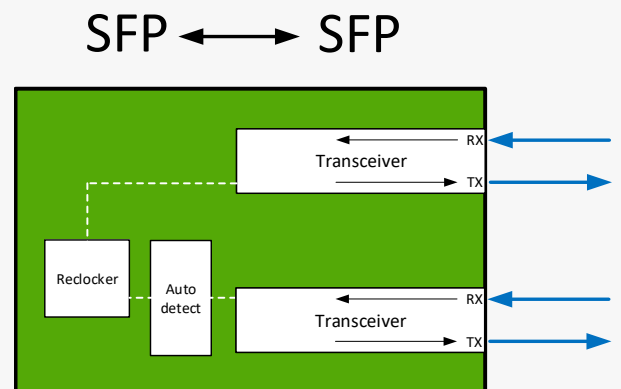 SFP SFP
RX
Transceiver
TX
Reclocker
Auto
detect
RX
Transceiver
TX